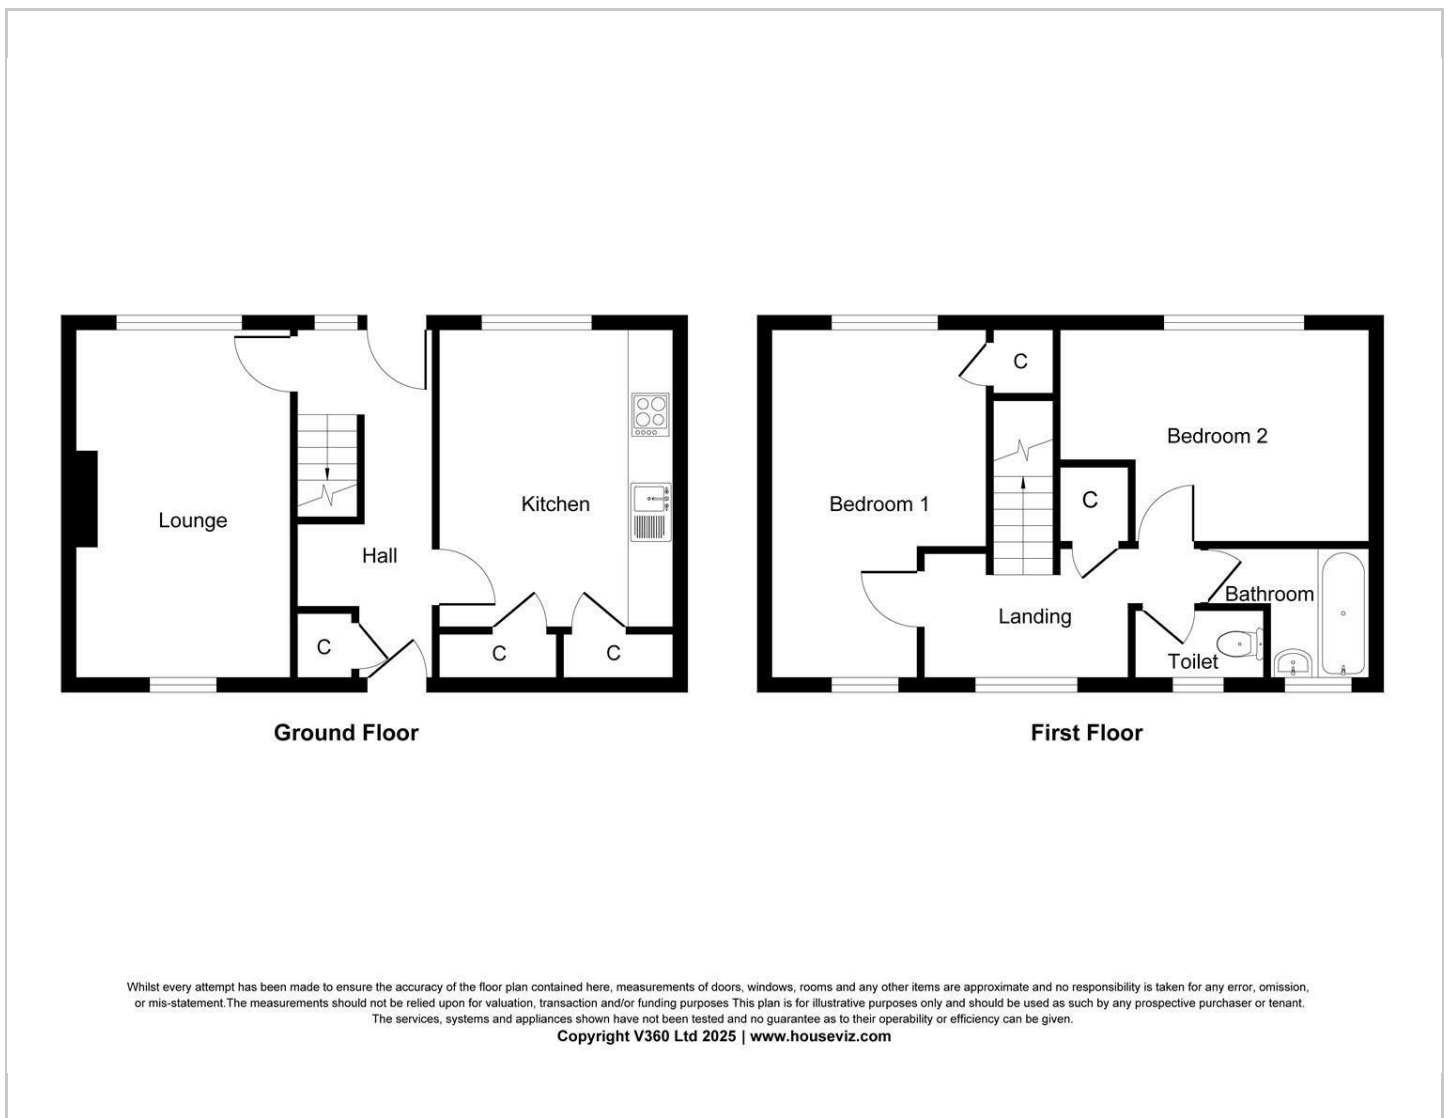 Lounge
Hall
C
Kitchen
C
C
Ground Floor
Bedroom 1
C
Bedroom 2
C
Landing
Bathroom
Toilet
First Floor
Whilst every attempt has been made to ensure the accuracy of the floor plan contained here, measurements of doors, windows, rooms and any other items are approximate and no responsibility is taken for any error, omission,
or mis-statement.The measurements should not be relied upon for valuation, transaction and/or funding purposes This plan is for illustrative purposes only and should be used as such by any prospective purchaser or tenant.
The services, systems and appliances shown have not been tested and no guarantee as to their operability or efficiency can be given.
Copyright V360 Ltd 2025 | www.houseviz.com